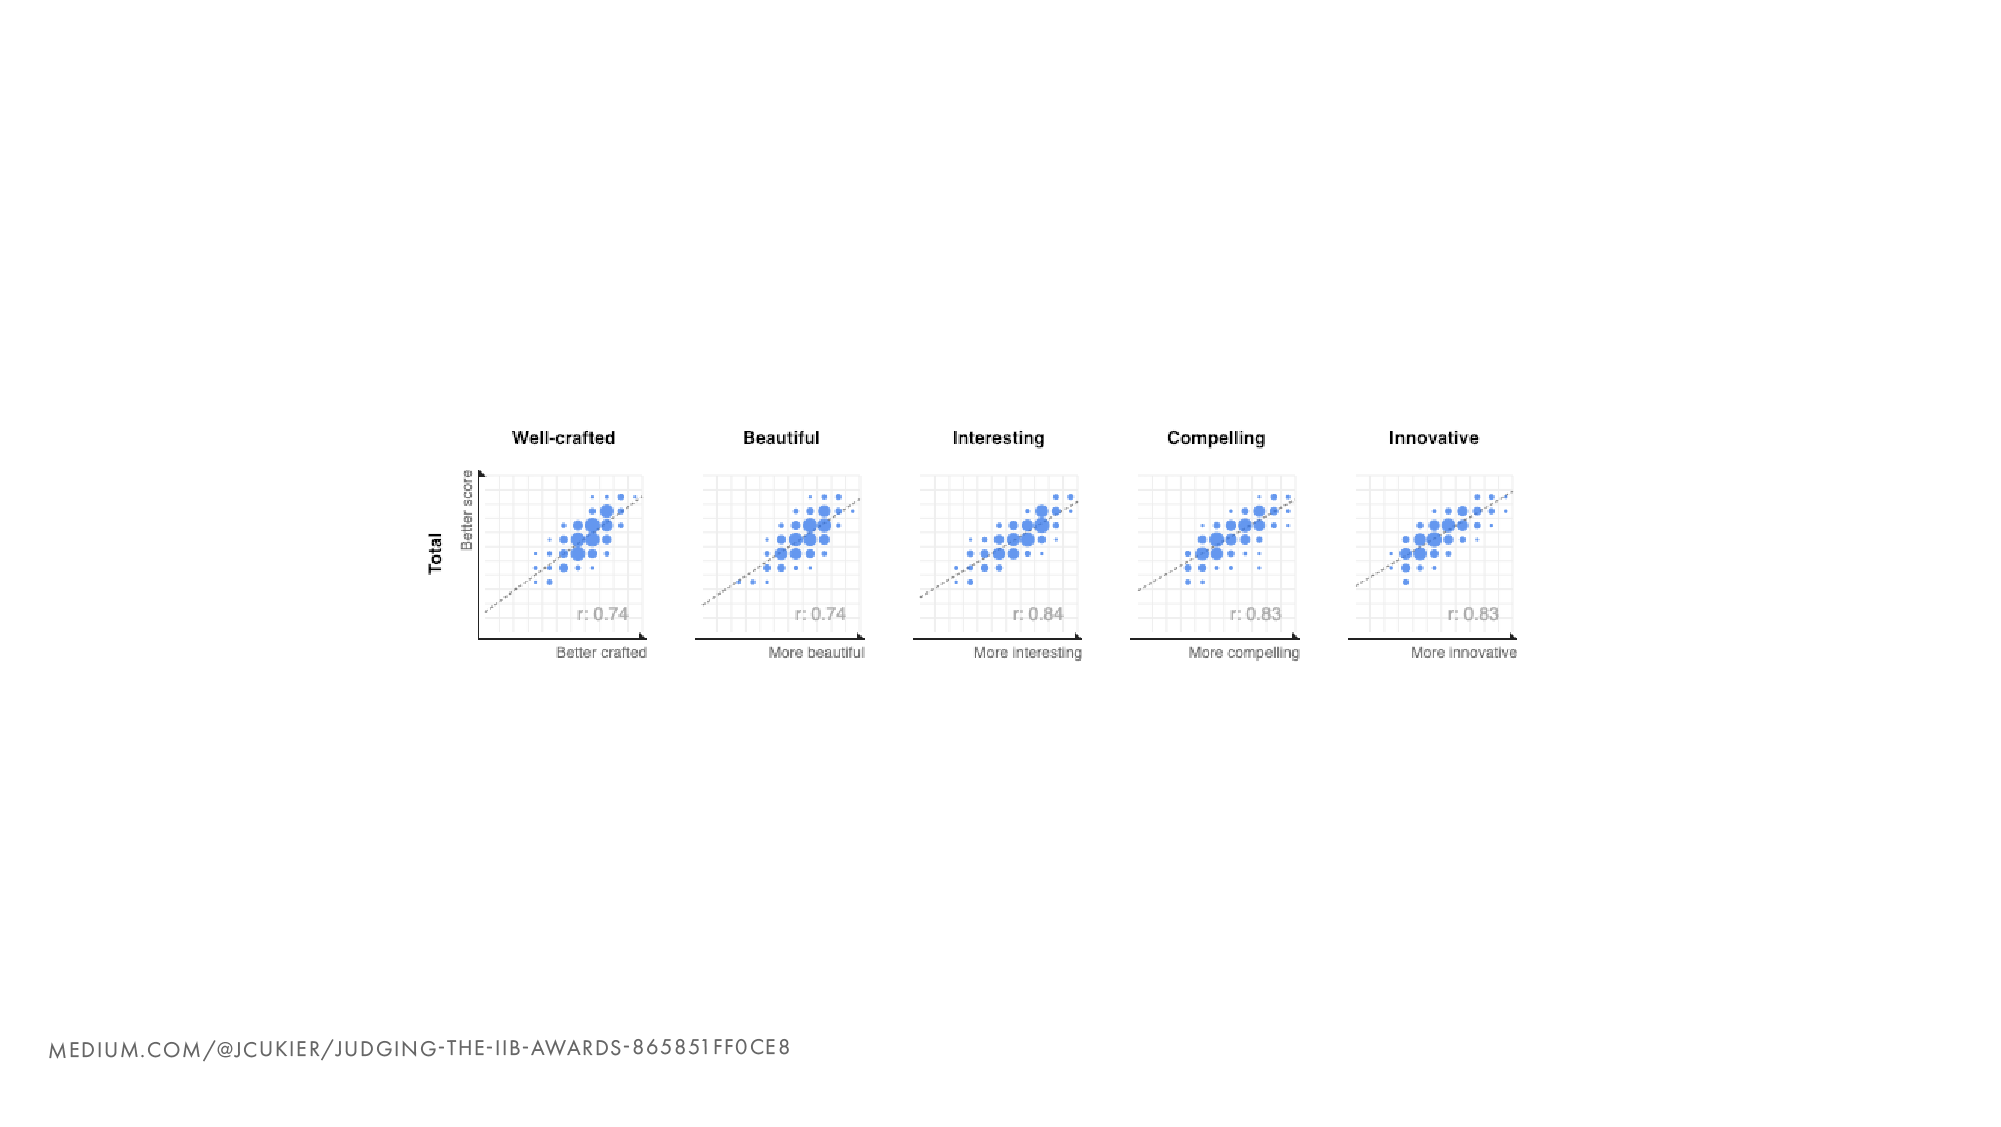 Well-crafted
Beautiful
Interesting
Compelling
Innovative
Total
Better score
r: 0.74
r: 0.74
r: 0.84
r: 0.83
r: 0.83
Better crafted
More beautiful
More interesting
More compelling
More innovative
MEDIUM.COM/@JCUKIER/JUDGING-THE-IIB-AWARDS-865851FF0CE8